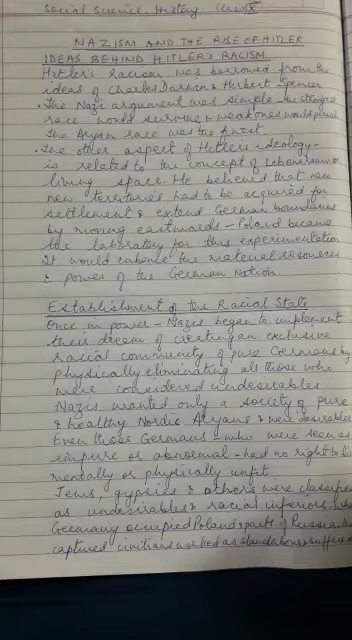 Social Science - History Class IX
NAZISM AND THE RISE OF HITLER
IDEAS BEHIND HITLER'S RACISM
Hitler's racism was borrowed from the
ideas of Charles Darwin & Herbert Spencer
• The Nazi argument was simple - the strongest
race would survive & weak ones would perish
The Aryan race was the finest.
• The other aspect of Hitler's ideology -
is related to the concept of Lebensraum or
living space. He believed that new
new territories had to be acquired for
settlement & extend German boundaries
by moving eastwards - Poland became
the laboratory for this experimentation
It would enhance the material resources
& power of the German Nation.
Establishment of the Racial State
Once in power - Nazis began to implement
their dream of creating an exclusive
racial community of pure Germans by
physically eliminating all those who
were considered undesirables
Nazis wanted only a society of pure
& healthy Nordic Aryans & were desirables
Even those Germans - who were seen as
impure or abnormal - had no right to
mentally or physically unfit.
Jews, gypsies & others were classified
as undesirables & racial inferiors.
Germany occupied Poland & parts of Russia
captured civilians worked as slave labour &